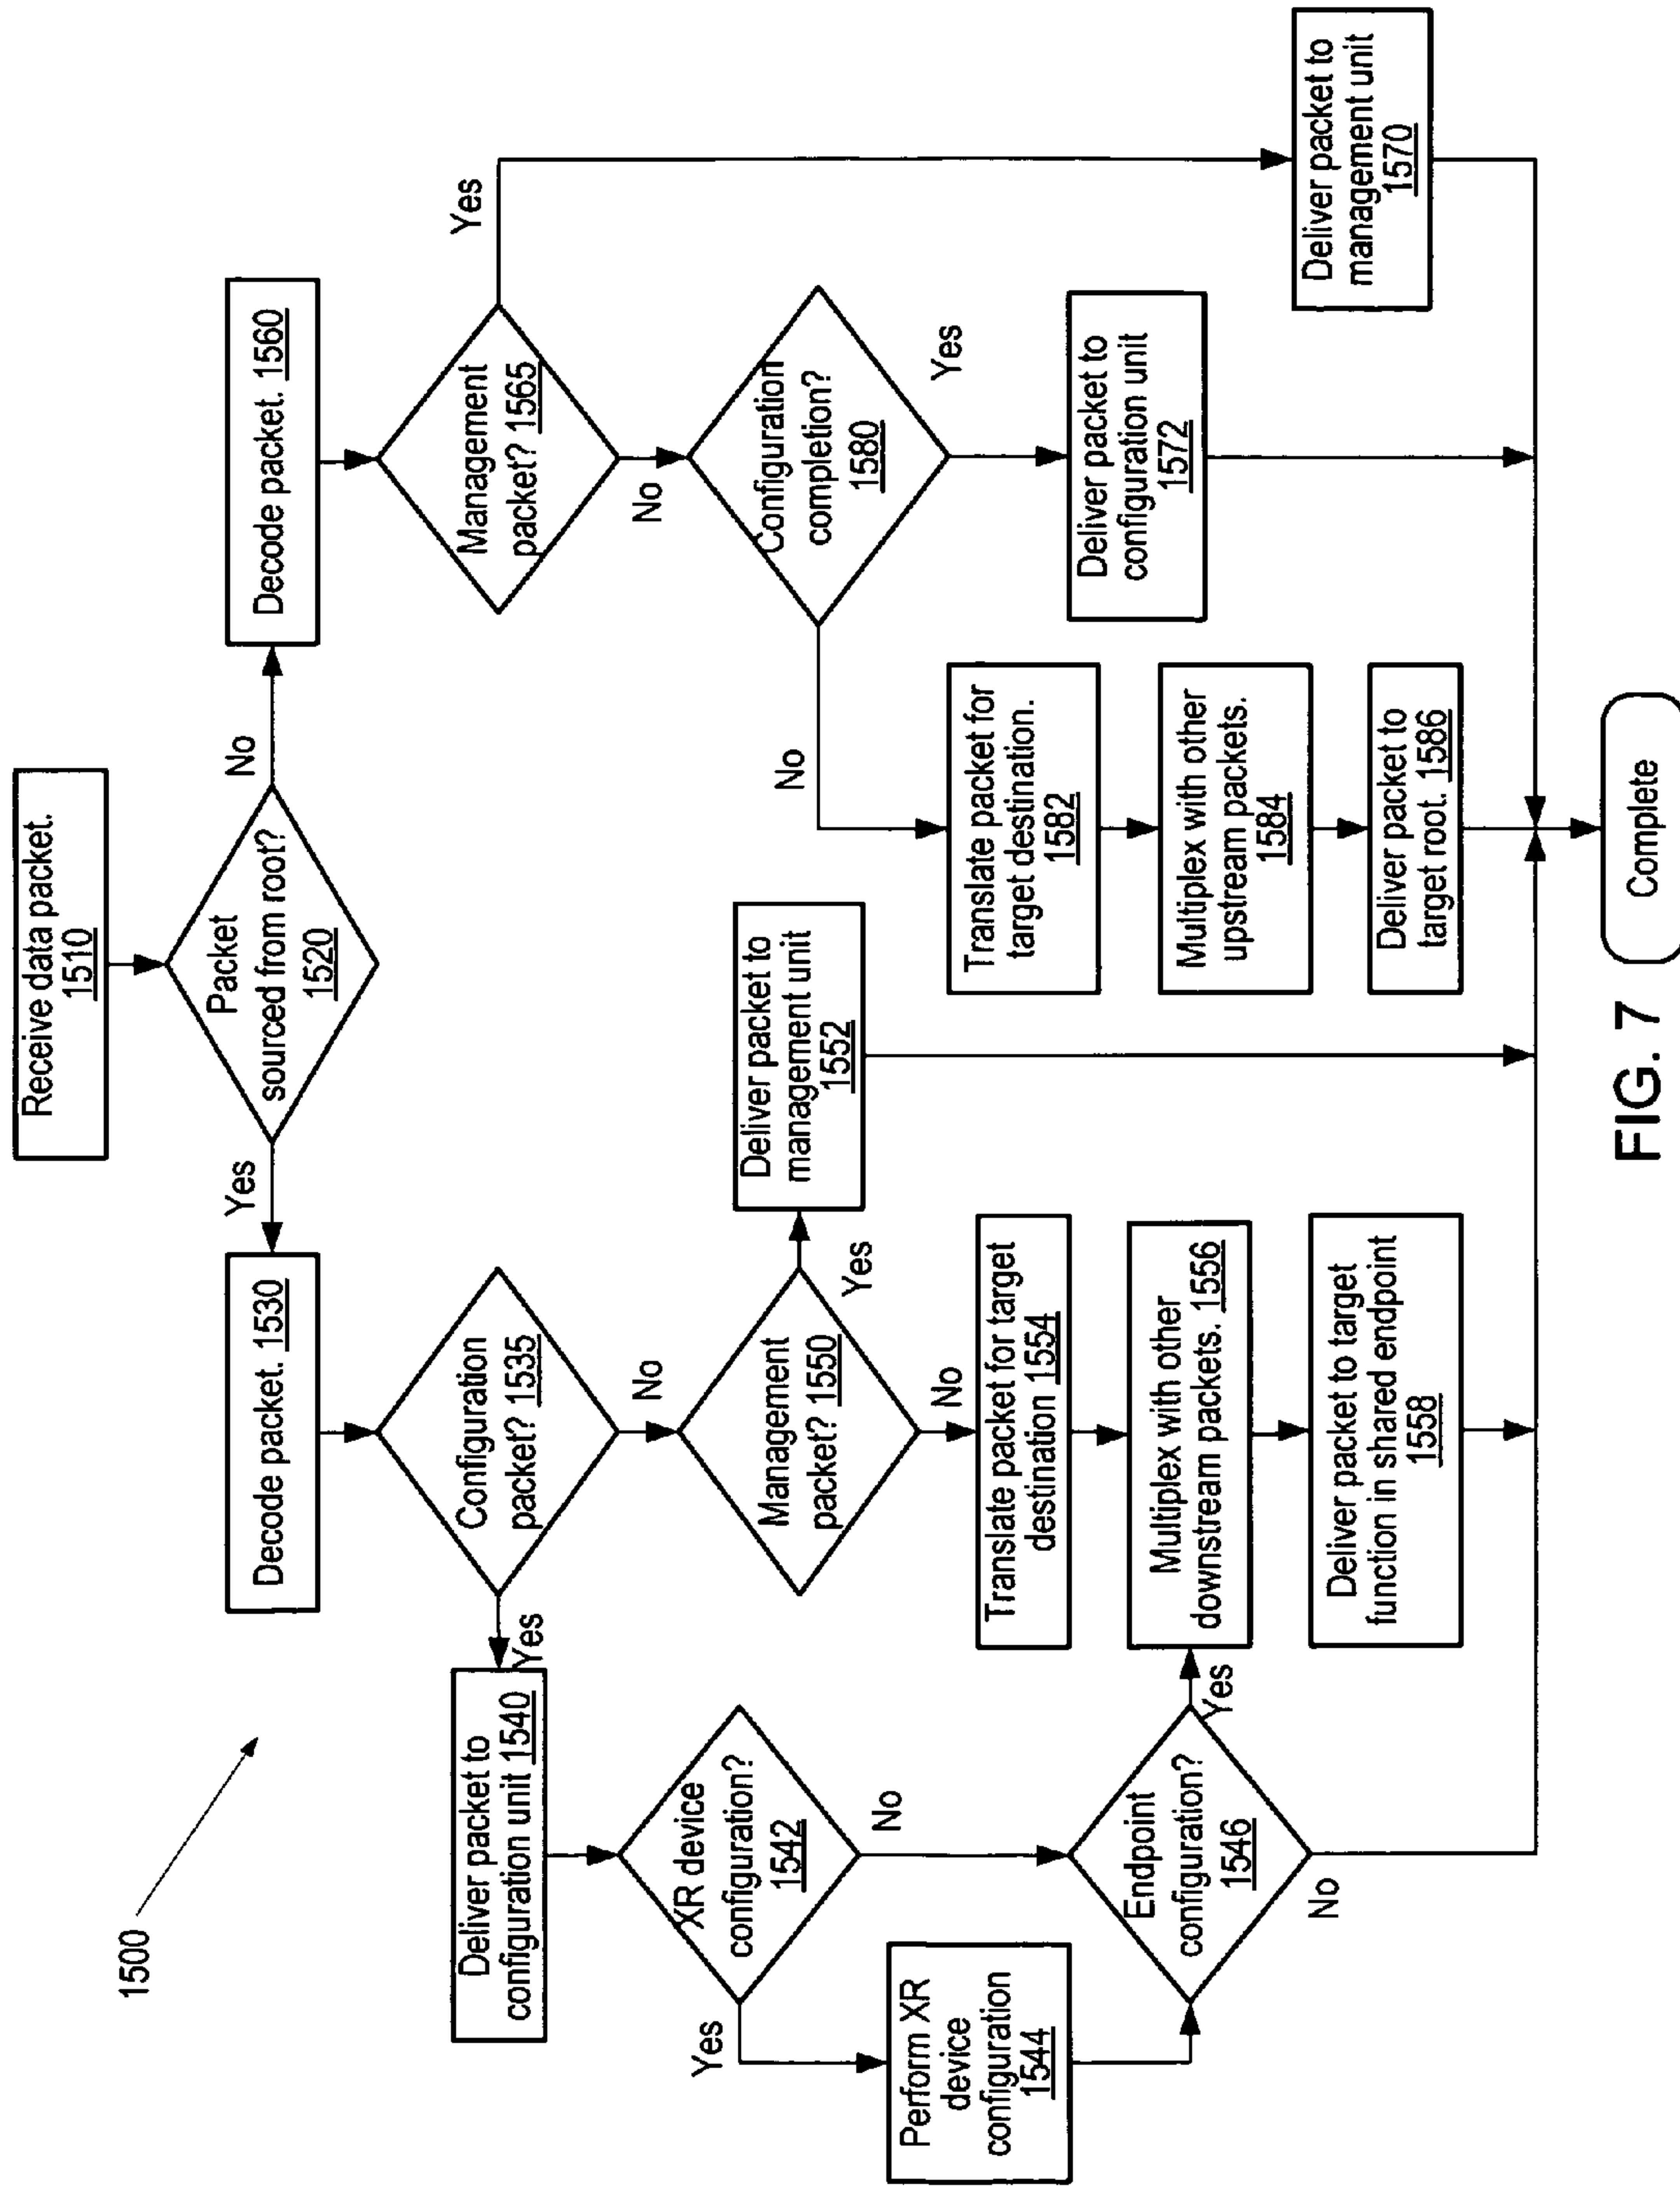 1500
Receive data packet.
1510
Packet
sourced from root?
1520
Yes
No
Decode packet. 1530
Decode packet. 1560
Configuration
packet? 1535
Yes
No
Management
packet? 1565
Yes
No
Deliver packet to
configuration unit 1540
XR device
configuration?
1542
Yes
No
Perform XR
device
configuration
1544
Endpoint
configuration?
1546
Yes
No
Management
packet? 1550
Yes
No
Deliver packet to
management unit
1552
Translate packet for target
destination 1554
Multiplex with other
downstream packets. 1556
Deliver packet to target
function in shared endpoint
1558
Configuration
completion?
1580
Yes
No
Translate packet for
target destination.
1582
Multiplex with other
upstream packets.
1584
Deliver packet to
target root. 1586
Deliver packet to
configuration unit
1572
Deliver packet to
management unit
1570
Complete
FIG. 7